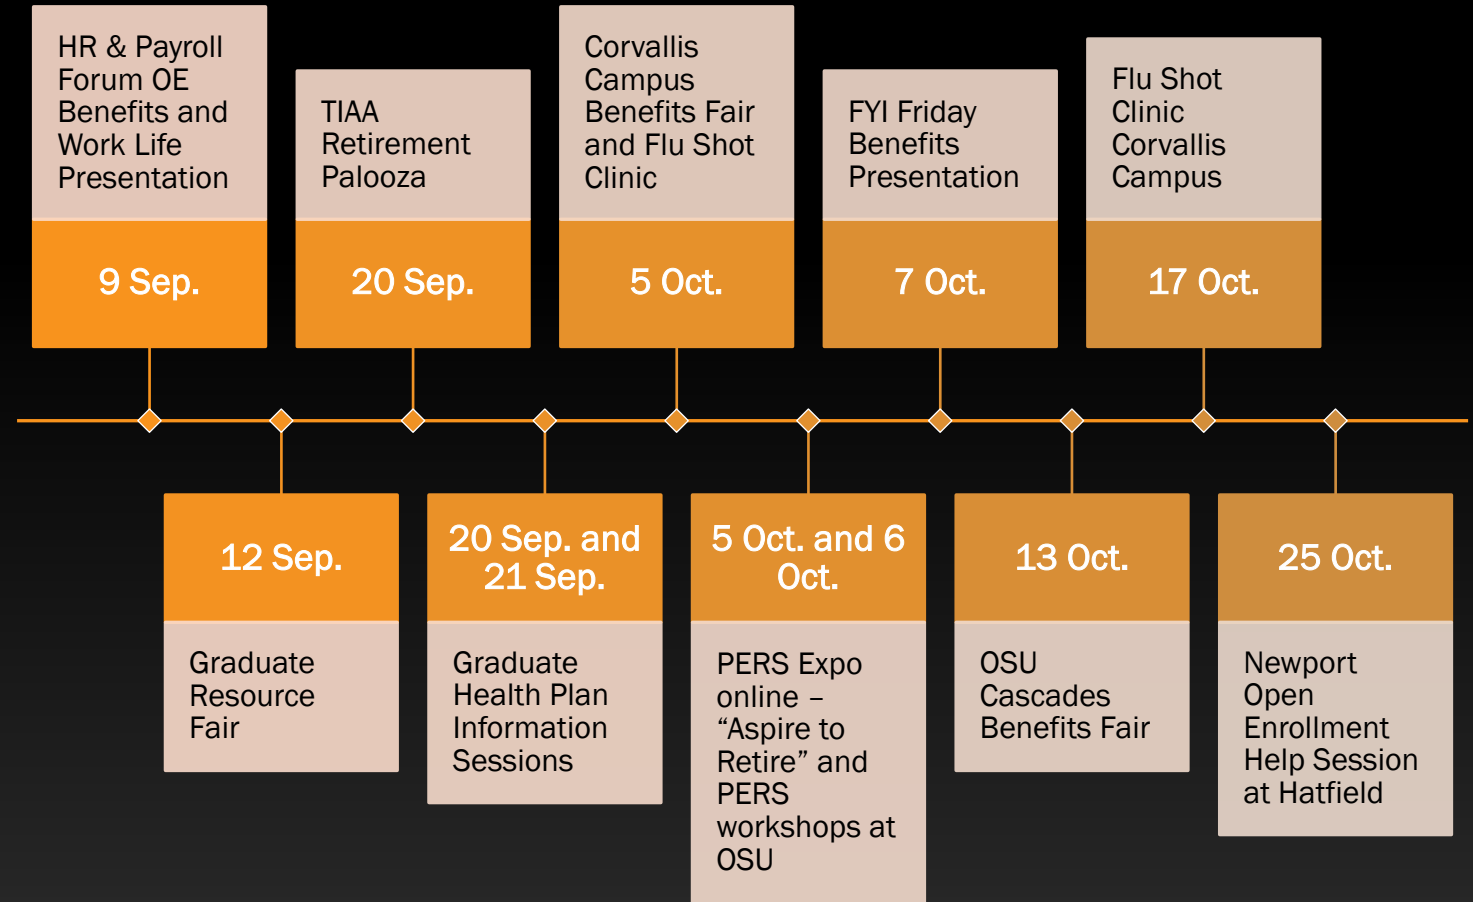 HR & Payroll
Forum OE
Benefits and
Work Life
Presentation
9 Sep.
12 Sep.
Graduate
Resource
Fair
TIAA
Retirement
Palooza
20 Sep.
20 Sep. and
21 Sep.
Graduate
Health Plan
Information
Sessions
Corvallis
Campus
Benefits Fair
and Flu Shot
Clinic
5 Oct.
5 Oct. and 6
Oct.
PERS Expo
online –
“Aspire to
Retire” and
PERS
workshops at
OSU
FYI Friday
Benefits
Presentation
7 Oct.
13 Oct.
OSU
Cascades
Benefits Fair
Flu Shot
Clinic
Corvallis
Campus
17 Oct.
25 Oct.
Newport
Open
Enrollment
Help Session
at Hatfield